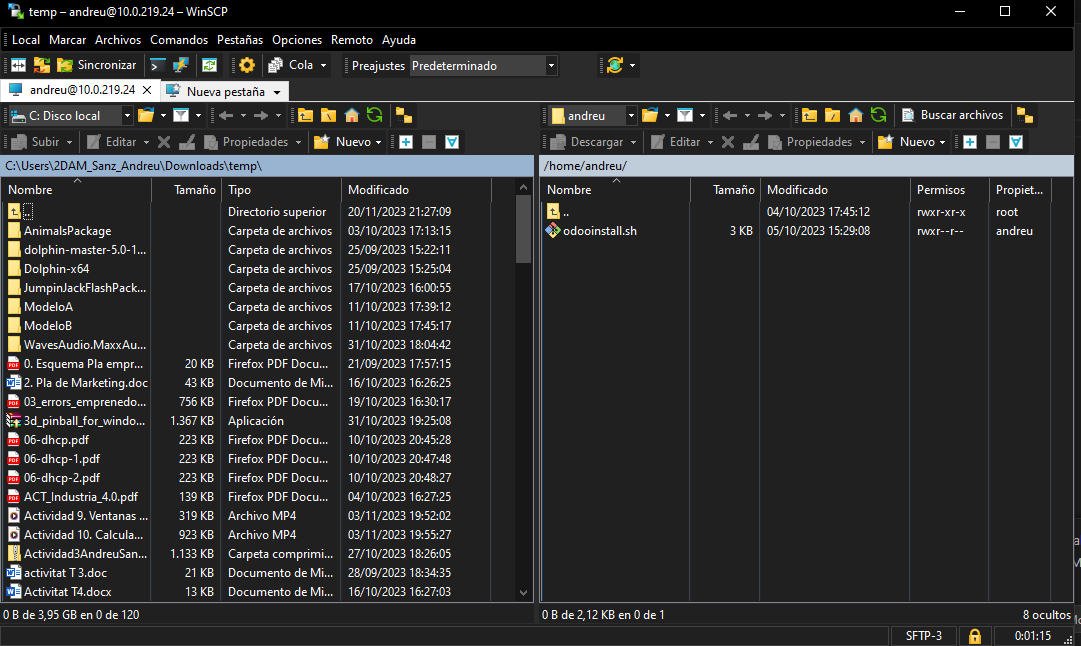 temp – andreu@10.0.219.24 – WinSCP
Local Marcar Archivos Comandos Pestañas Opciones Remoto Ayuda
Sincronizar Cola Preajustes Predeterminado
andreu@10.0.219.24 Nueva pestaña
C: Disco local andreu Buscar archivos
Subir Editar Propiedades Nuevo Descargar Editar Propiedades Nuevo
C:\Users\2DAM_Sanz_Andreu\Downloads\temp\
Nombre Tamaño Tipo Modificado
.. Directorio superior 20/11/2023 21:27:09
AnimalsPackage Carpeta de archivos 03/10/2023 17:13:15
dolphin-master-5.0-1... Carpeta de archivos 25/09/2023 15:22:11
Dolphin-x64 Carpeta de archivos 25/09/2023 15:25:04
JumpinJackFlashPack... Carpeta de archivos 17/10/2023 16:00:55
ModeloA Carpeta de archivos 11/10/2023 17:39:12
ModeloB Carpeta de archivos 11/10/2023 17:45:17
WavesAudio.MaxxAu... Carpeta de archivos 31/10/2023 18:04:42
0. Esquema Pla empr... 20 KB Firefox PDF Docu... 21/09/2023 17:57:15
2. Pla de Marketing.doc 43 KB Documento de Mi... 16/10/2023 16:26:25
03_errors_emprenedo... 756 KB Firefox PDF Docu... 19/10/2023 16:30:17
3d_pinball_for_windo... 1.367 KB Aplicación 31/10/2023 19:25:08
06-dhcp.pdf 223 KB Firefox PDF Docu... 10/10/2023 20:45:28
06-dhcp-1.pdf 223 KB Firefox PDF Docu... 10/10/2023 20:47:48
06-dhcp-2.pdf 223 KB Firefox PDF Docu... 10/10/2023 20:48:27
ACT_Industria_4.0.pdf 139 KB Firefox PDF Docu... 04/10/2023 16:27:25
Actividad 9. Ventanas ... 319 KB Archivo MP4 03/11/2023 19:52:02
Actividad 10. Calcula... 923 KB Archivo MP4 03/11/2023 19:55:27
Actividad3AndreuSan... 1.133 KB Carpeta comprimi... 27/10/2023 18:26:05
activitat T 3.doc 21 KB Documento de Mi... 28/09/2023 18:34:35
Activitat T4.docx 13 KB Documento de Mi... 16/10/2023 16:27:03
0 B de 3,95 GB en 0 de 120
/home/andreu/
Nombre Tamaño Modificado Permisos Propiet...
.. 04/10/2023 17:45:12 rwxr-xr-x root
odooinstall.sh 3 KB 05/10/2023 15:29:08 rwxr--r-- andreu
0 B de 2,12 KB en 0 de 1 8 ocultos
SFTP-3 0:01:15